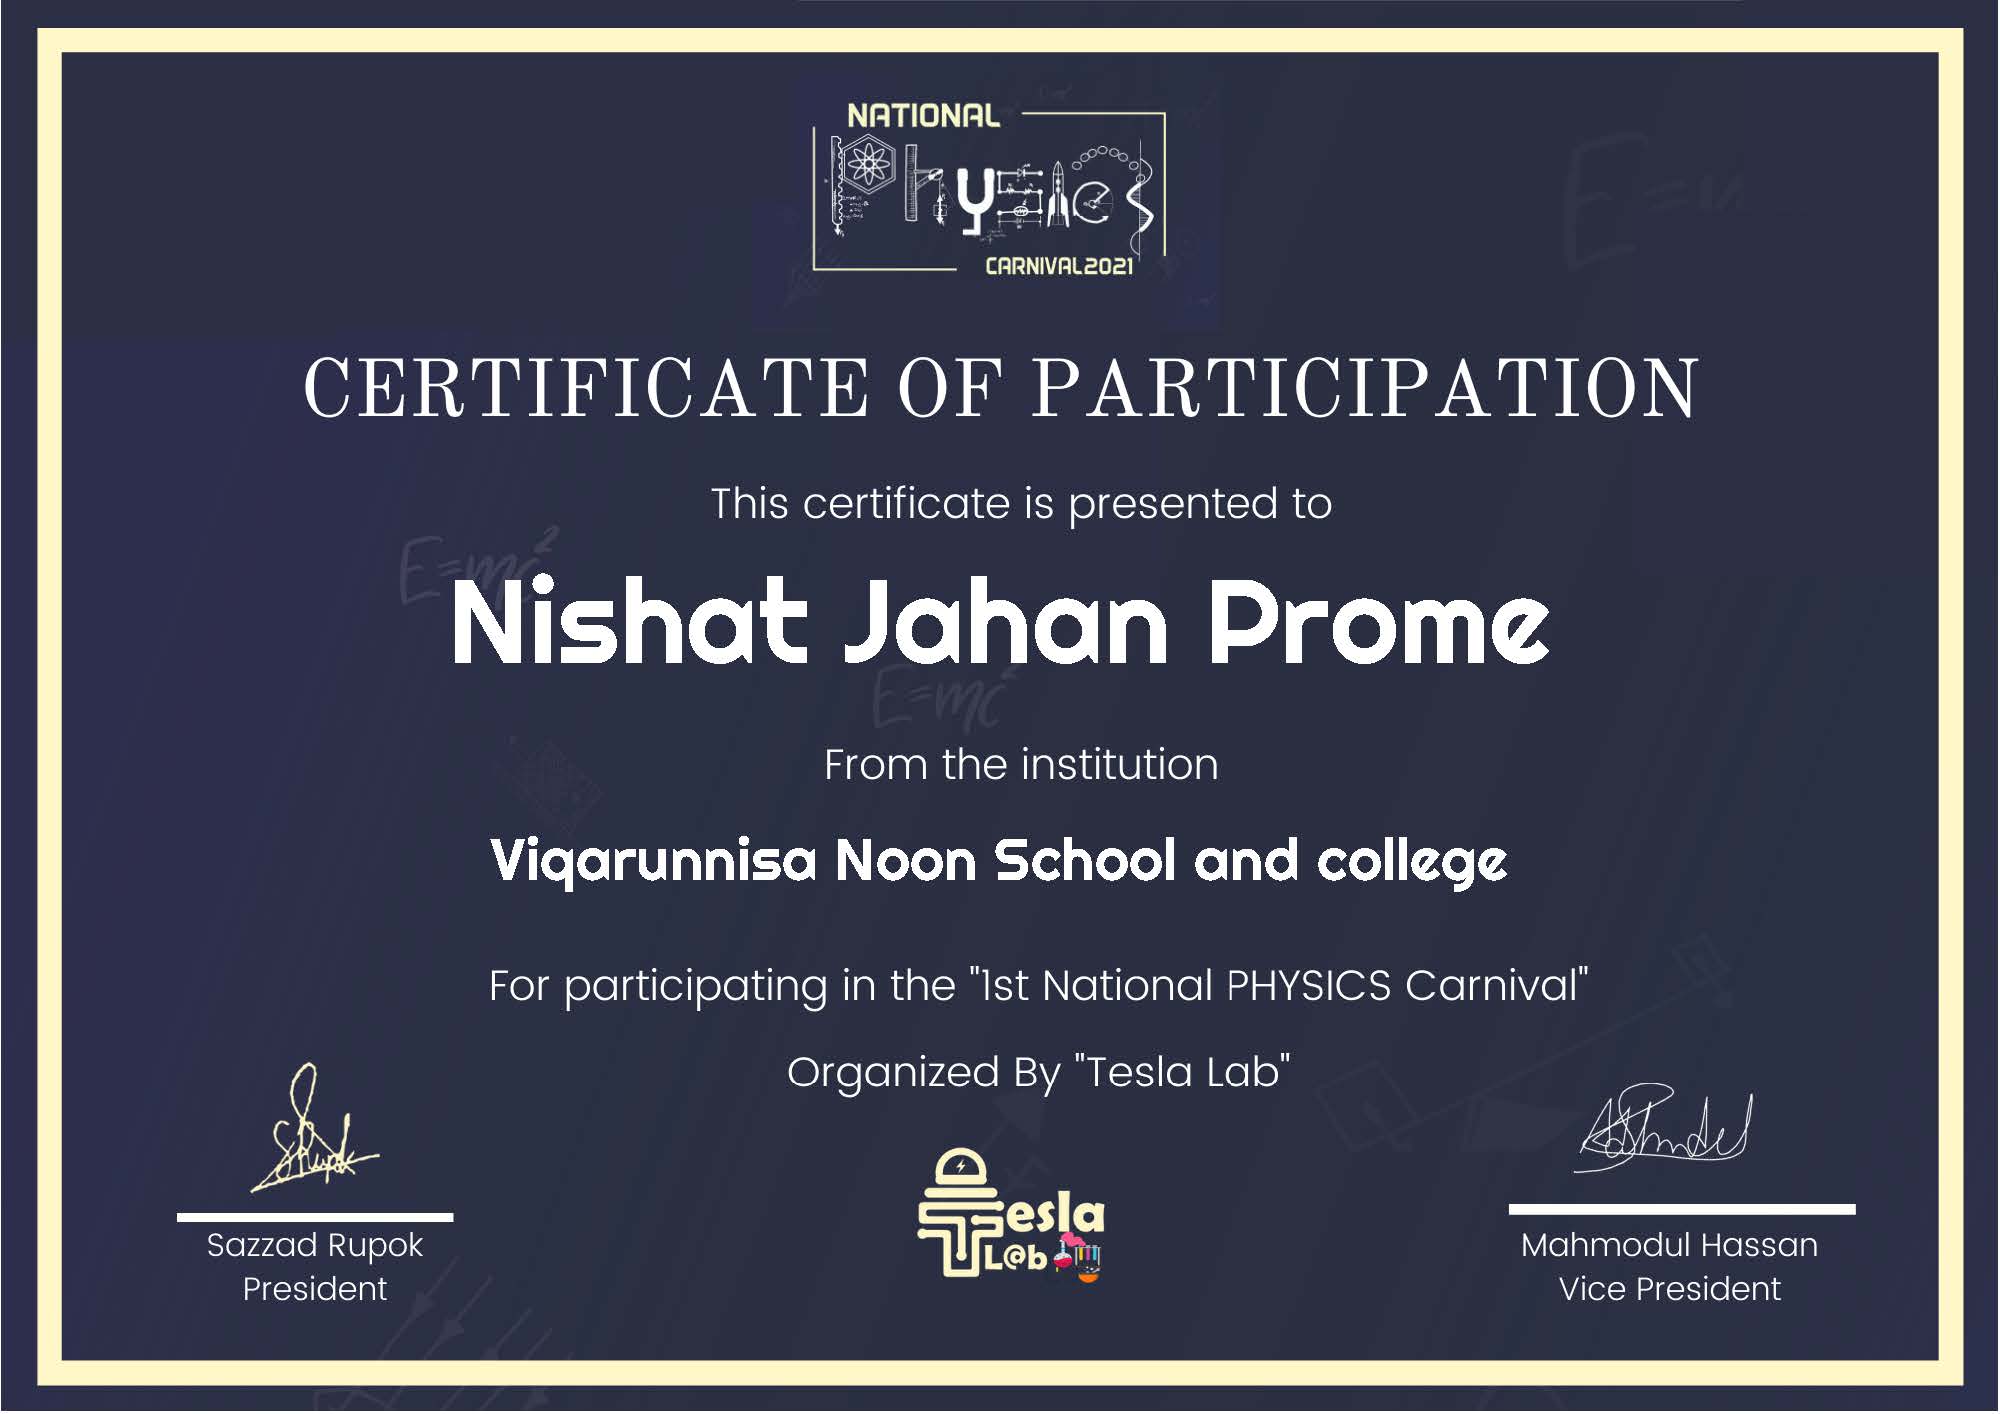 NATIONAL
Physics
CARNIVAL2021
CERTIFICATE OF PARTICIPATION
This certificate is presented to
E=mc²
Nishat Jahan Prome
E=mc²
From the institution
Viqarunnisa Noon School and college
For participating in the "1st National PHYSICS Carnival"
Organized By "Tesla Lab"
Tesla
L@b
Sazzad Rupok
President
Mahmodul Hassan
Vice President